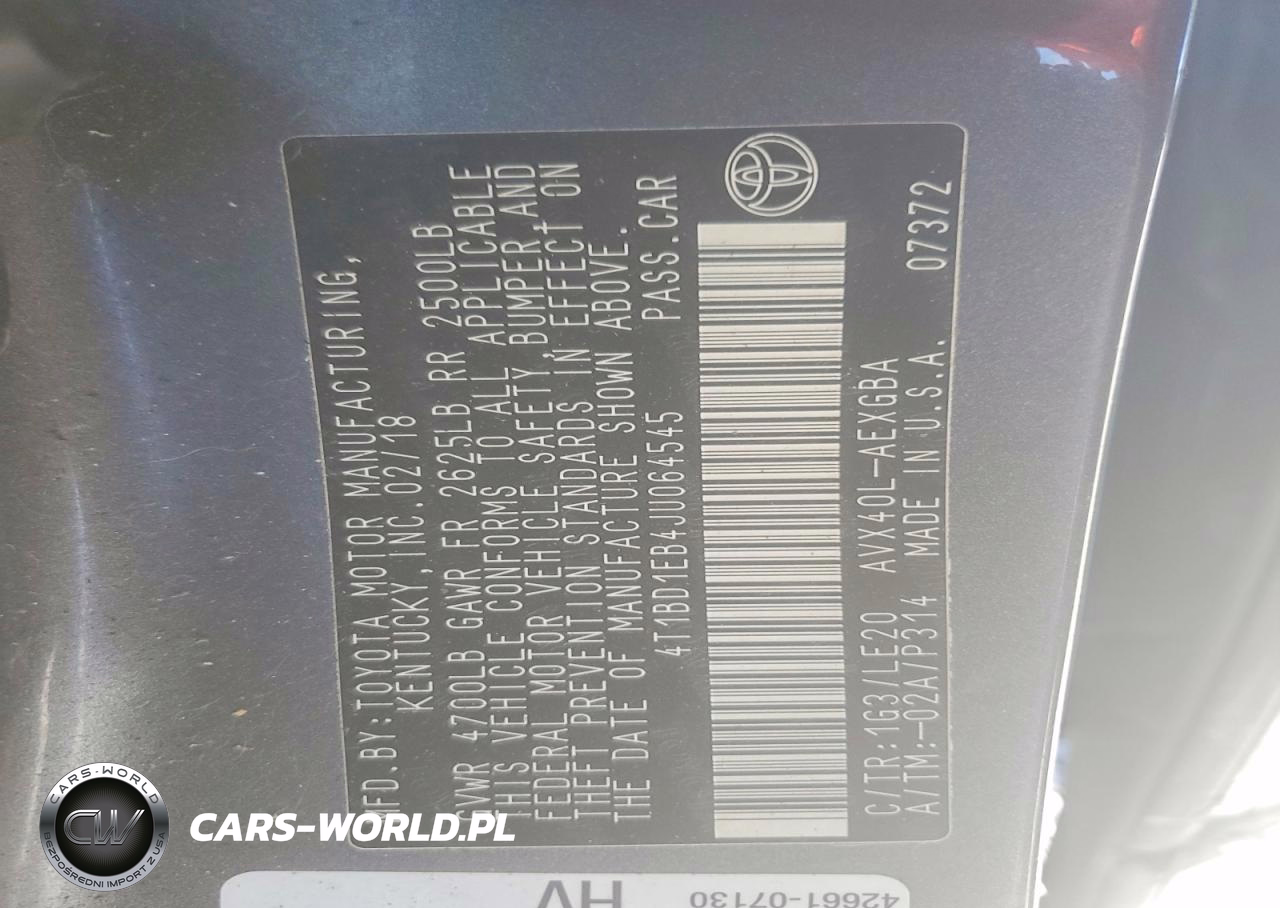 MFD.BY:TOYOTA MOTOR MANUFACTURING,
KENTUCKY,INC.02/18
GVWR 4700LB GAWR FR 2625LB RR 2500LB
THIS VEHICLE CONFORMS TO ALL APPLICABLE
FEDERAL MOTOR VEHICLE SAFETY,BUMPER,AND
THEFT PREVENTION STANDARDS IN EFFECT ON
THE DATE OF MANUFACTURE SHOWN ABOVE.
4T1BD1EB4JU064545 PASS.CAR
C/TR:1G3/LE20 AVX40L-AEXGBA 07372
A/TM:-02A/P314 MADE IN U.S.A.
HV
42661-07130
CARS-WORLD
CW
BEZPOŚREDNI IMPORT Z USA
CARS-WORLD.PL